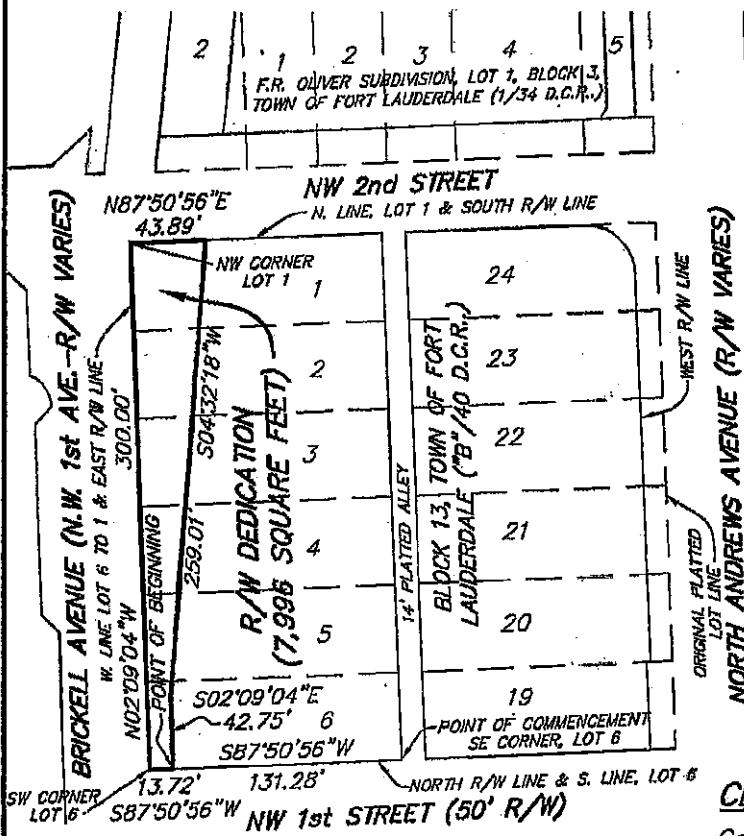 2
1
2
3
4
5
F.R. OLIVER SUBDIVISION, LOT 1, BLOCK 3,
TOWN OF FORT LAUDERDALE (1/34 D.C.R..)
N87°50'56"E
43.89'
NW 2nd STREET
N. LINE, LOT 1 & SOUTH R/W LINE
NW CORNER
LOT 1
1
2
3
4
5
6
24
23
22
21
20
19
BRICKELL AVENUE (N.W. 1st AVE.-R/W VARIES)
W. LINE LOT 6 TO 1 & EAST R/W LINE
300.00'
N02°09'04"W
POINT OF BEGINNING
S04°32'18"W
259.01'
R/W DEDICATION
(7,996 SQUARE FEET)
14' PLATTED ALLEY
BLOCK 13, TOWN OF FORT
LAUDERDALE ("B"/40 D.C.R..)
WEST R/W LINE
ORIGINAL PLATTED
LOT LINE
NORTH ANDREWS AVENUE (R/W VARIES)
S02°09'04"E
42.75'
S87°50'56"W
131.28'
POINT OF COMMENCEMENT
SE CORNER, LOT 6
SW CORNER
LOT 6
13.72'
S87°50'56"W
NORTH R/W LINE & S. LINE, LOT 6
NW 1st STREET (50' R/W)